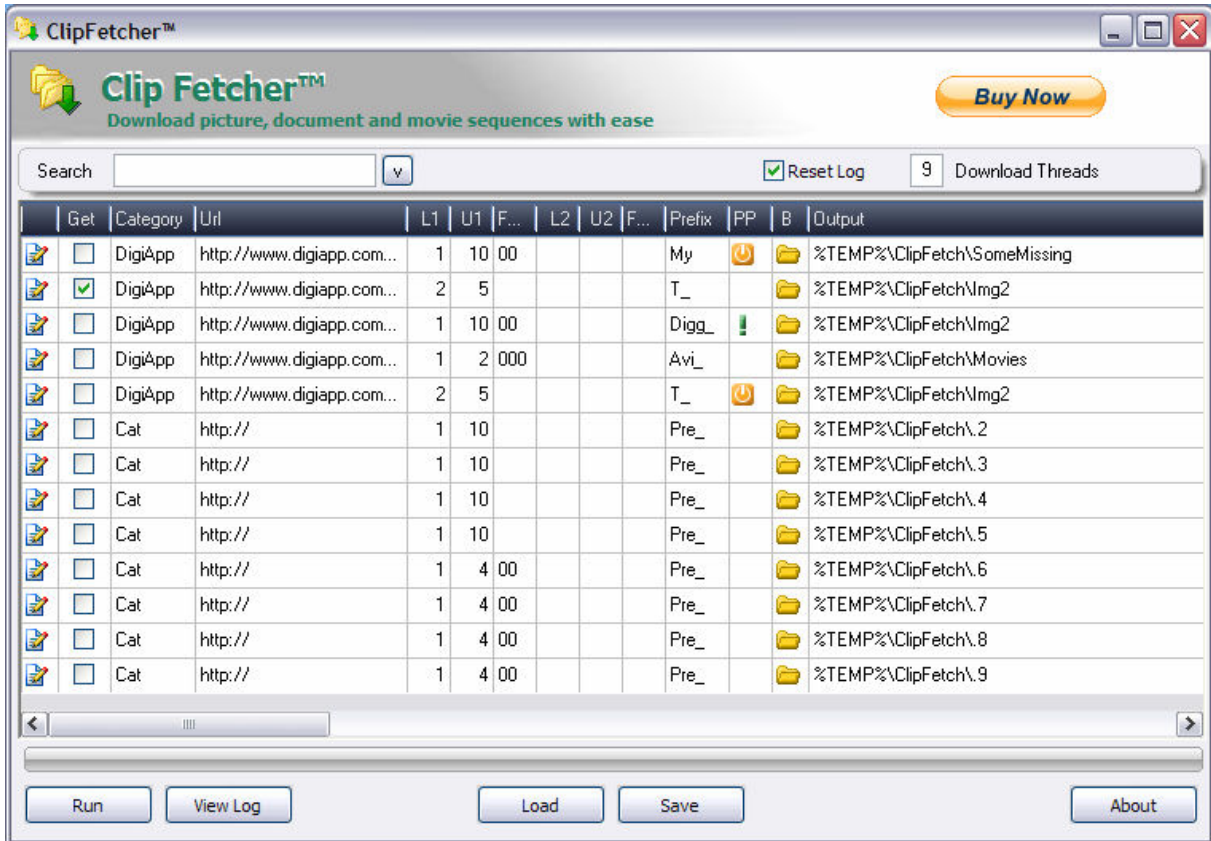 ClipFetcher™
Clip Fetcher™
Download picture, document and movie sequences with ease
Buy Now
Search v Reset Log 9 Download Threads
Get Category Url L1 U1 F... L2 U2 F... Prefix PP B Output
DigiApp http://www.digiapp.com... 1 10 00 My %TEMP%\ClipFetch\SomeMissing
DigiApp http://www.digiapp.com... 2 5 T_ %TEMP%\ClipFetch\Img2
DigiApp http://www.digiapp.com... 1 10 00 Digg_ %TEMP%\ClipFetch\Img2
DigiApp http://www.digiapp.com... 1 2 000 Avi_ %TEMP%\ClipFetch\Movies
DigiApp http://www.digiapp.com... 2 5 T_ %TEMP%\ClipFetch\Img2
Cat http:// 1 10 Pre_ %TEMP%\ClipFetch\.2
Cat http:// 1 10 Pre_ %TEMP%\ClipFetch\.3
Cat http:// 1 10 Pre_ %TEMP%\ClipFetch\.4
Cat http:// 1 10 Pre_ %TEMP%\ClipFetch\.5
Cat http:// 1 4 00 Pre_ %TEMP%\ClipFetch\.6
Cat http:// 1 4 00 Pre_ %TEMP%\ClipFetch\.7
Cat http:// 1 4 00 Pre_ %TEMP%\ClipFetch\.8
Cat http:// 1 4 00 Pre_ %TEMP%\ClipFetch\.9
Run View Log Load Save About